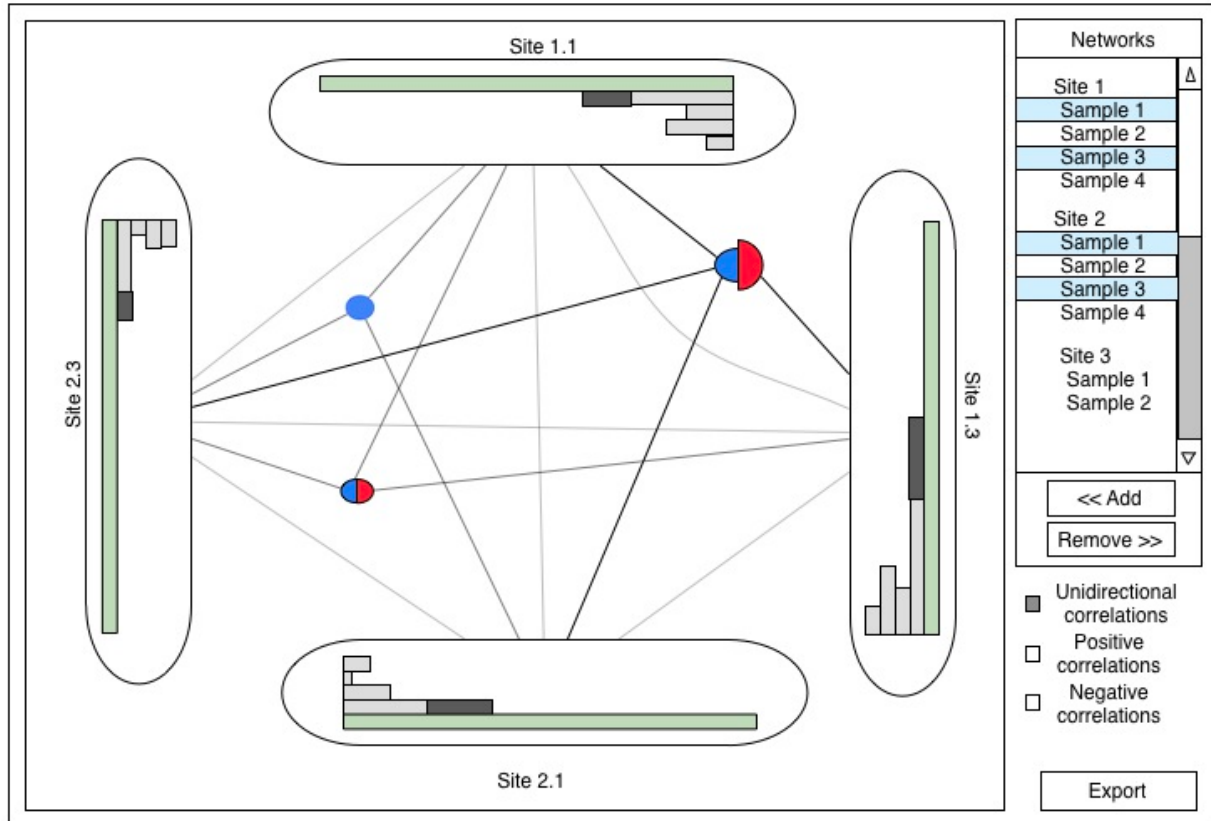 Site 1.1
Site 2.3
Site 1.3
Site 2.1
Networks
Site 1
Sample 1
Sample 2
Sample 3
Sample 4
Site 2
Sample 1
Sample 2
Sample 3
Sample 4
Site 3
Sample 1
Sample 2
<< Add
Remove >>
Unidirectional
correlations
Positive
correlations
Negative
correlations
Export